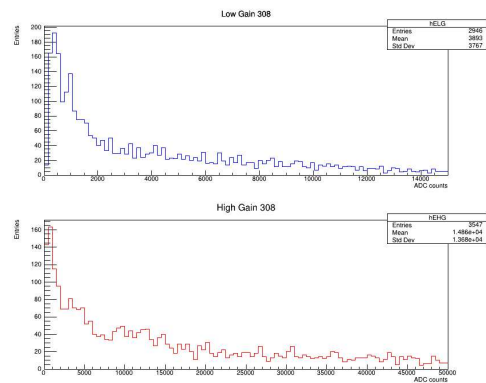 Low Gain 308
hELG
Entries 2946
Mean 3893
Std Dev 3767
Entries
200
180
160
140
120
100
80
60
40
20
0
0 2000 4000 6000 8000 10000 12000 14000
ADC counts
High Gain 308
hEHG
Entries 3547
Mean 1.486e+04
Std Dev 1.368e+04
Entries
160
140
120
100
80
60
40
20
0
0 5000 10000 15000 20000 25000 30000 35000 40000 45000 50000
ADC counts